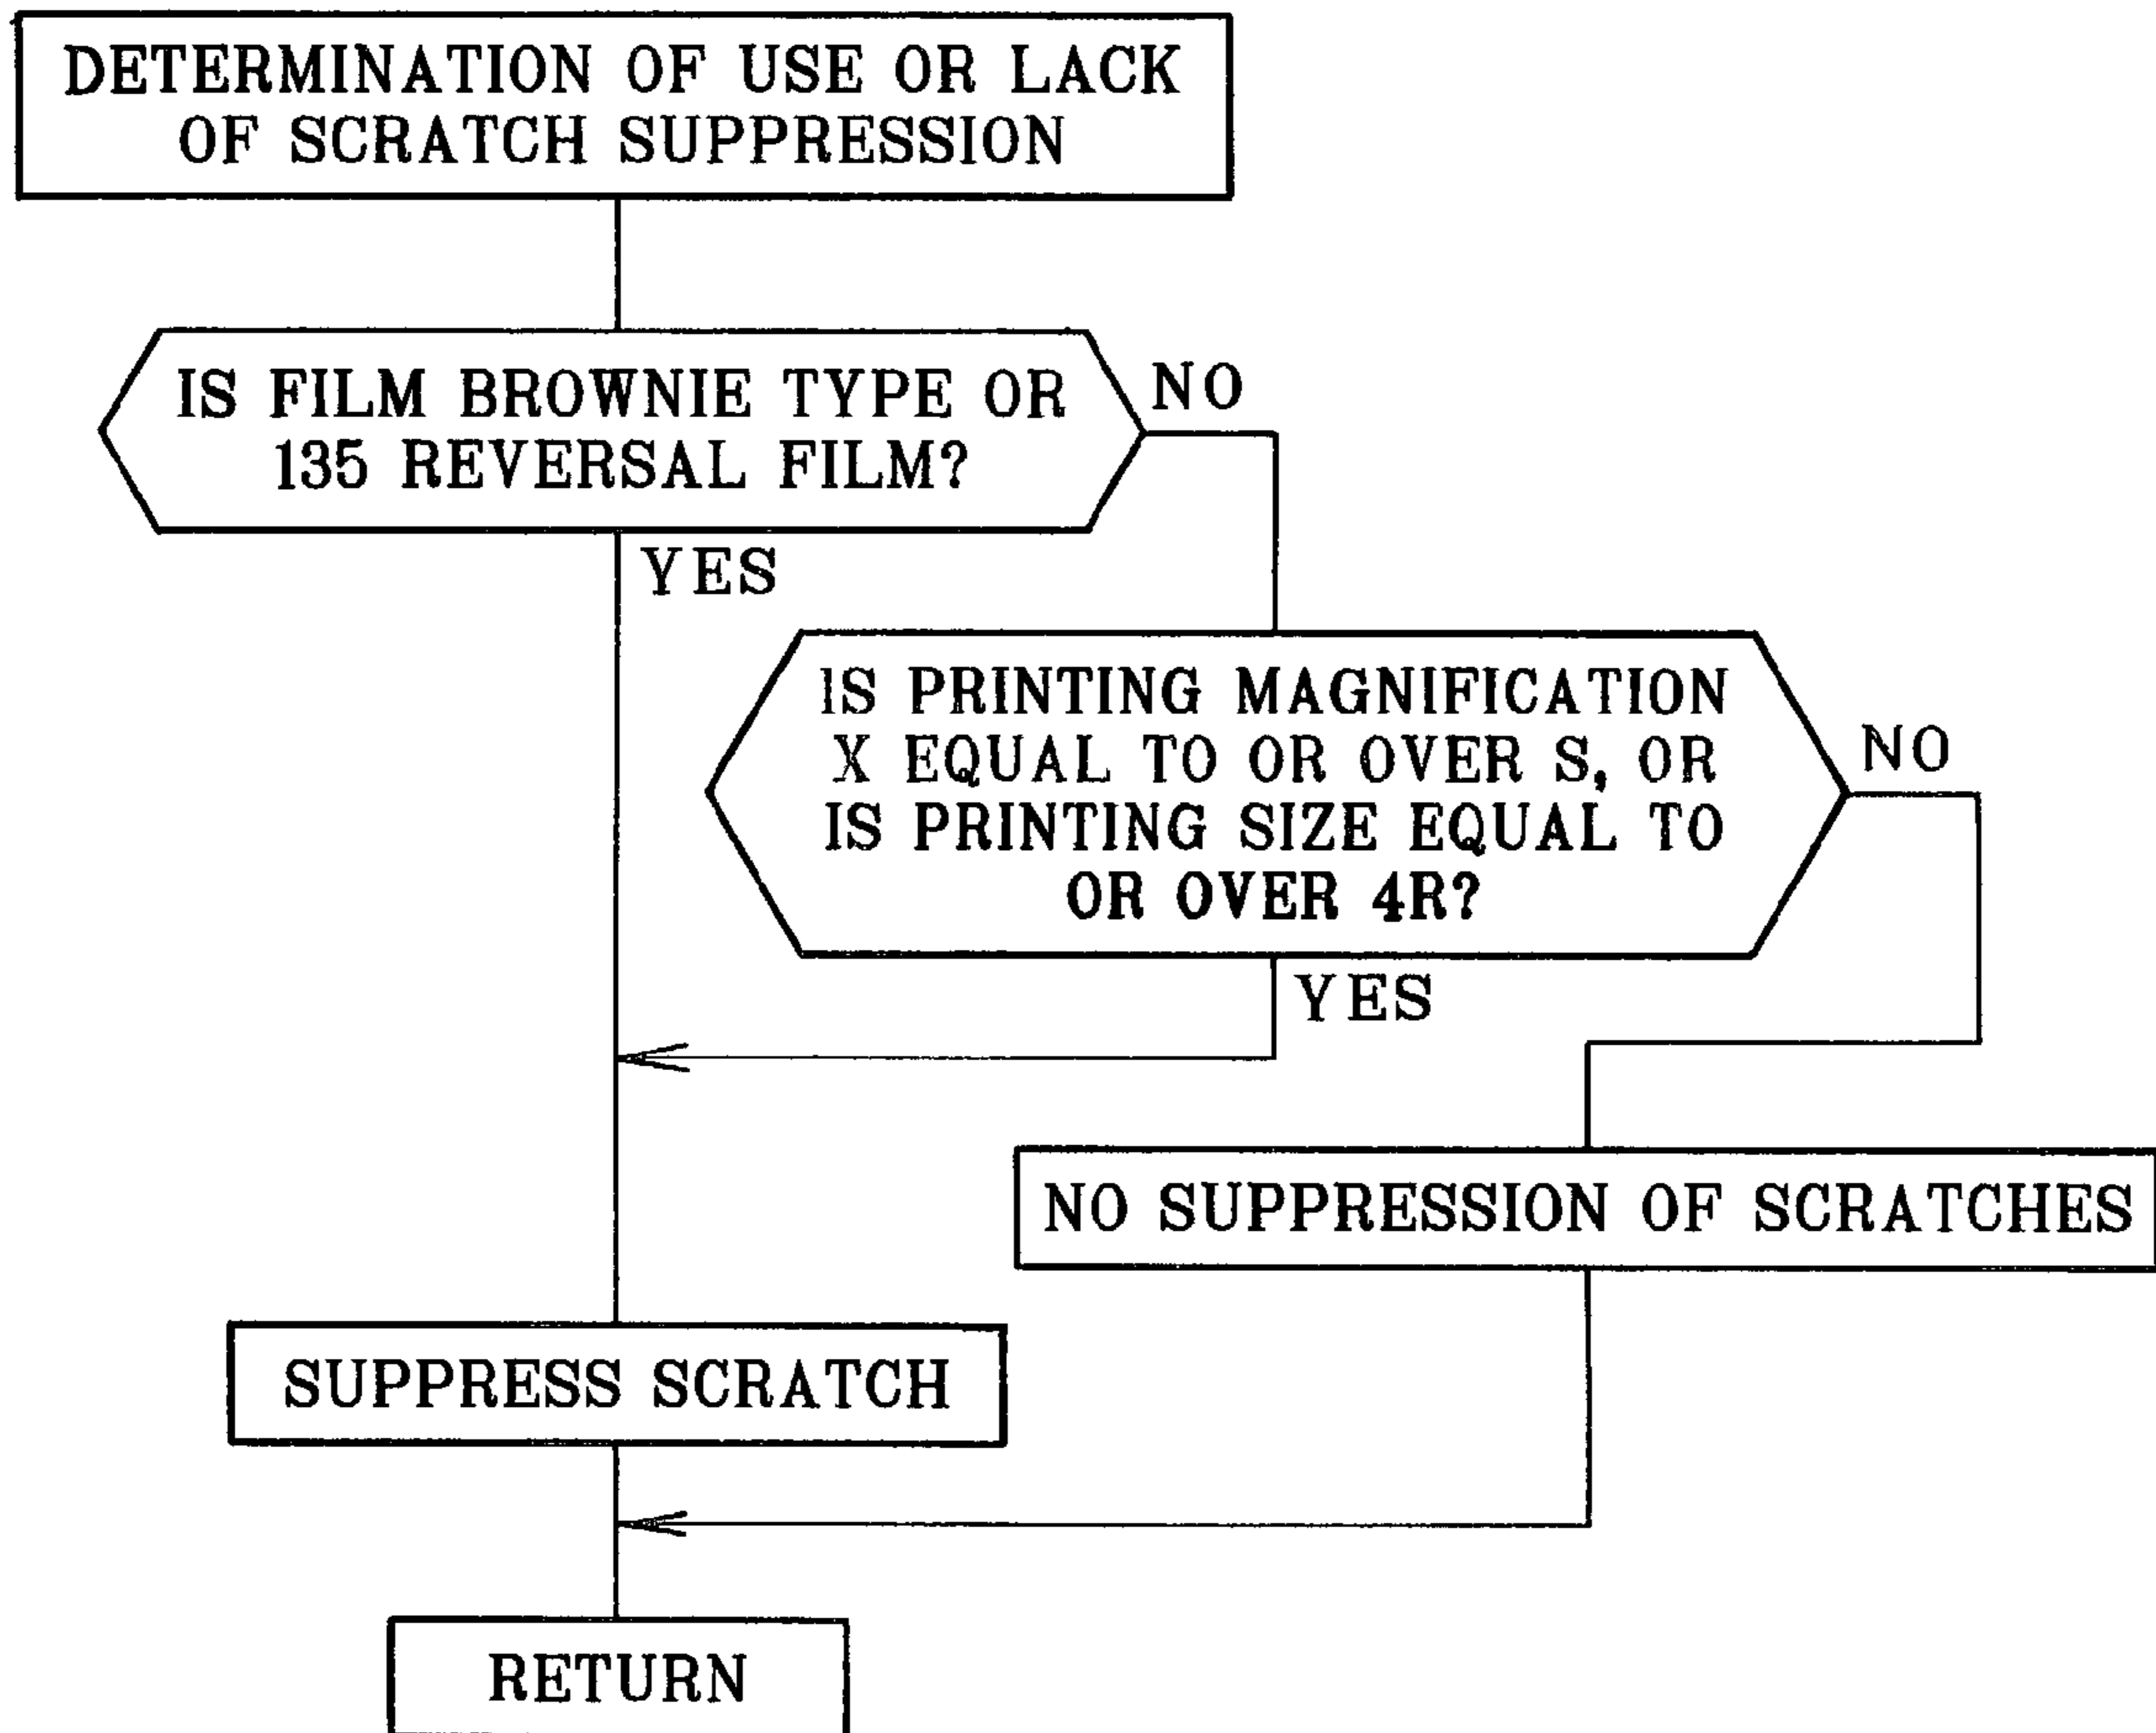 DETERMINATION OF USE OR LACK
OF SCRATCH SUPPRESSION
IS FILM BROWNIE TYPE OR
135 REVERSAL FILM?
NO
YES
IS PRINTING MAGNIFICATION
X EQUAL TO OR OVER S, OR
IS PRINTING SIZE EQUAL TO
OR OVER 4R?
NO
YES
NO SUPPRESSION OF SCRATCHES
SUPPRESS SCRATCH
RETURN